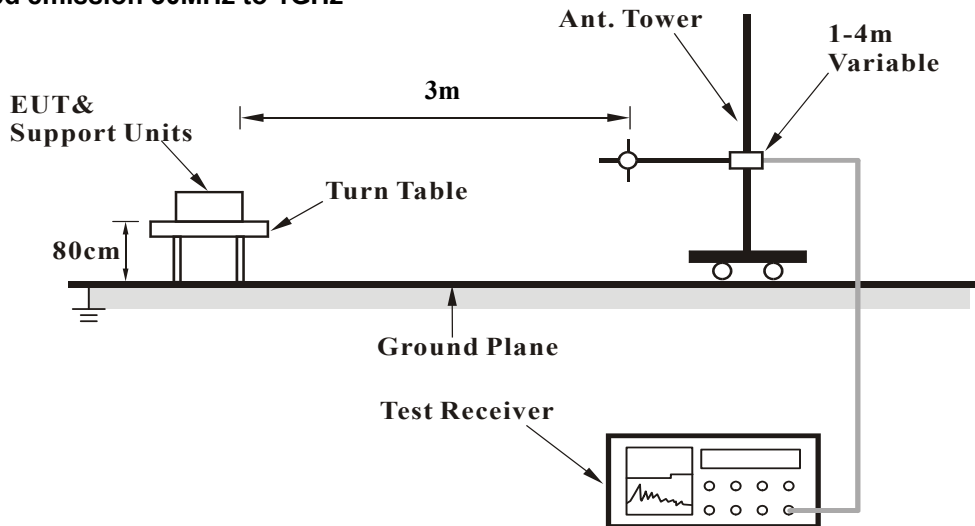 Ant. Tower
1-4m
Variable
3m
EUT&
Support Units
Turn Table
80cm
Ground Plane
Test Receiver